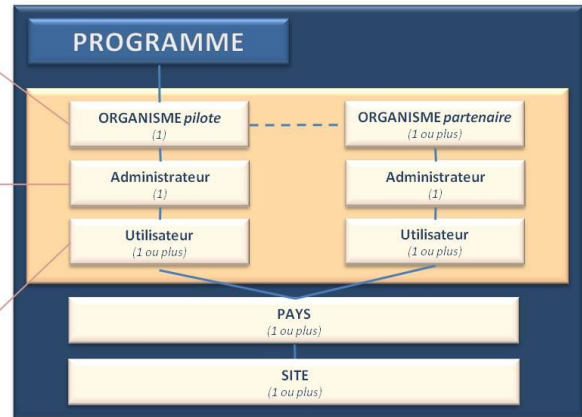 PROGRAMME
ORGANISME pilote
(1)
ORGANISME partenaire
(1 ou plus)
Administrateur
(1)
Administrateur
(1)
Utilisateur
(1 ou plus)
Utilisateur
(1 ou plus)
PAYS
(1 ou plus)
SITE
(1 ou plus)